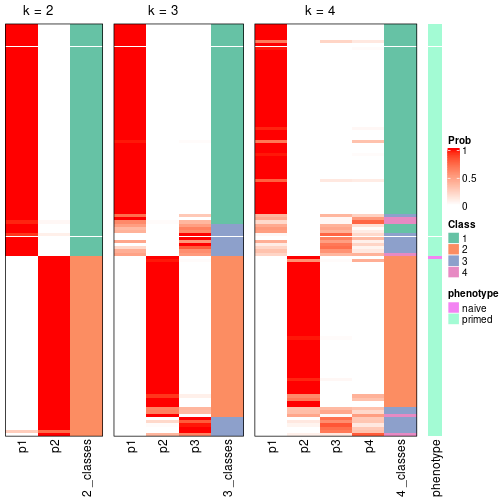 k = 2
k = 3
k = 4
p1
p2
2_classes
p1
p2
p3
3_classes
p1
p2
p3
p4
4_classes
phenotype
Prob
1
0.5
0
Class
1
2
3
4
phenotype
naive
primed